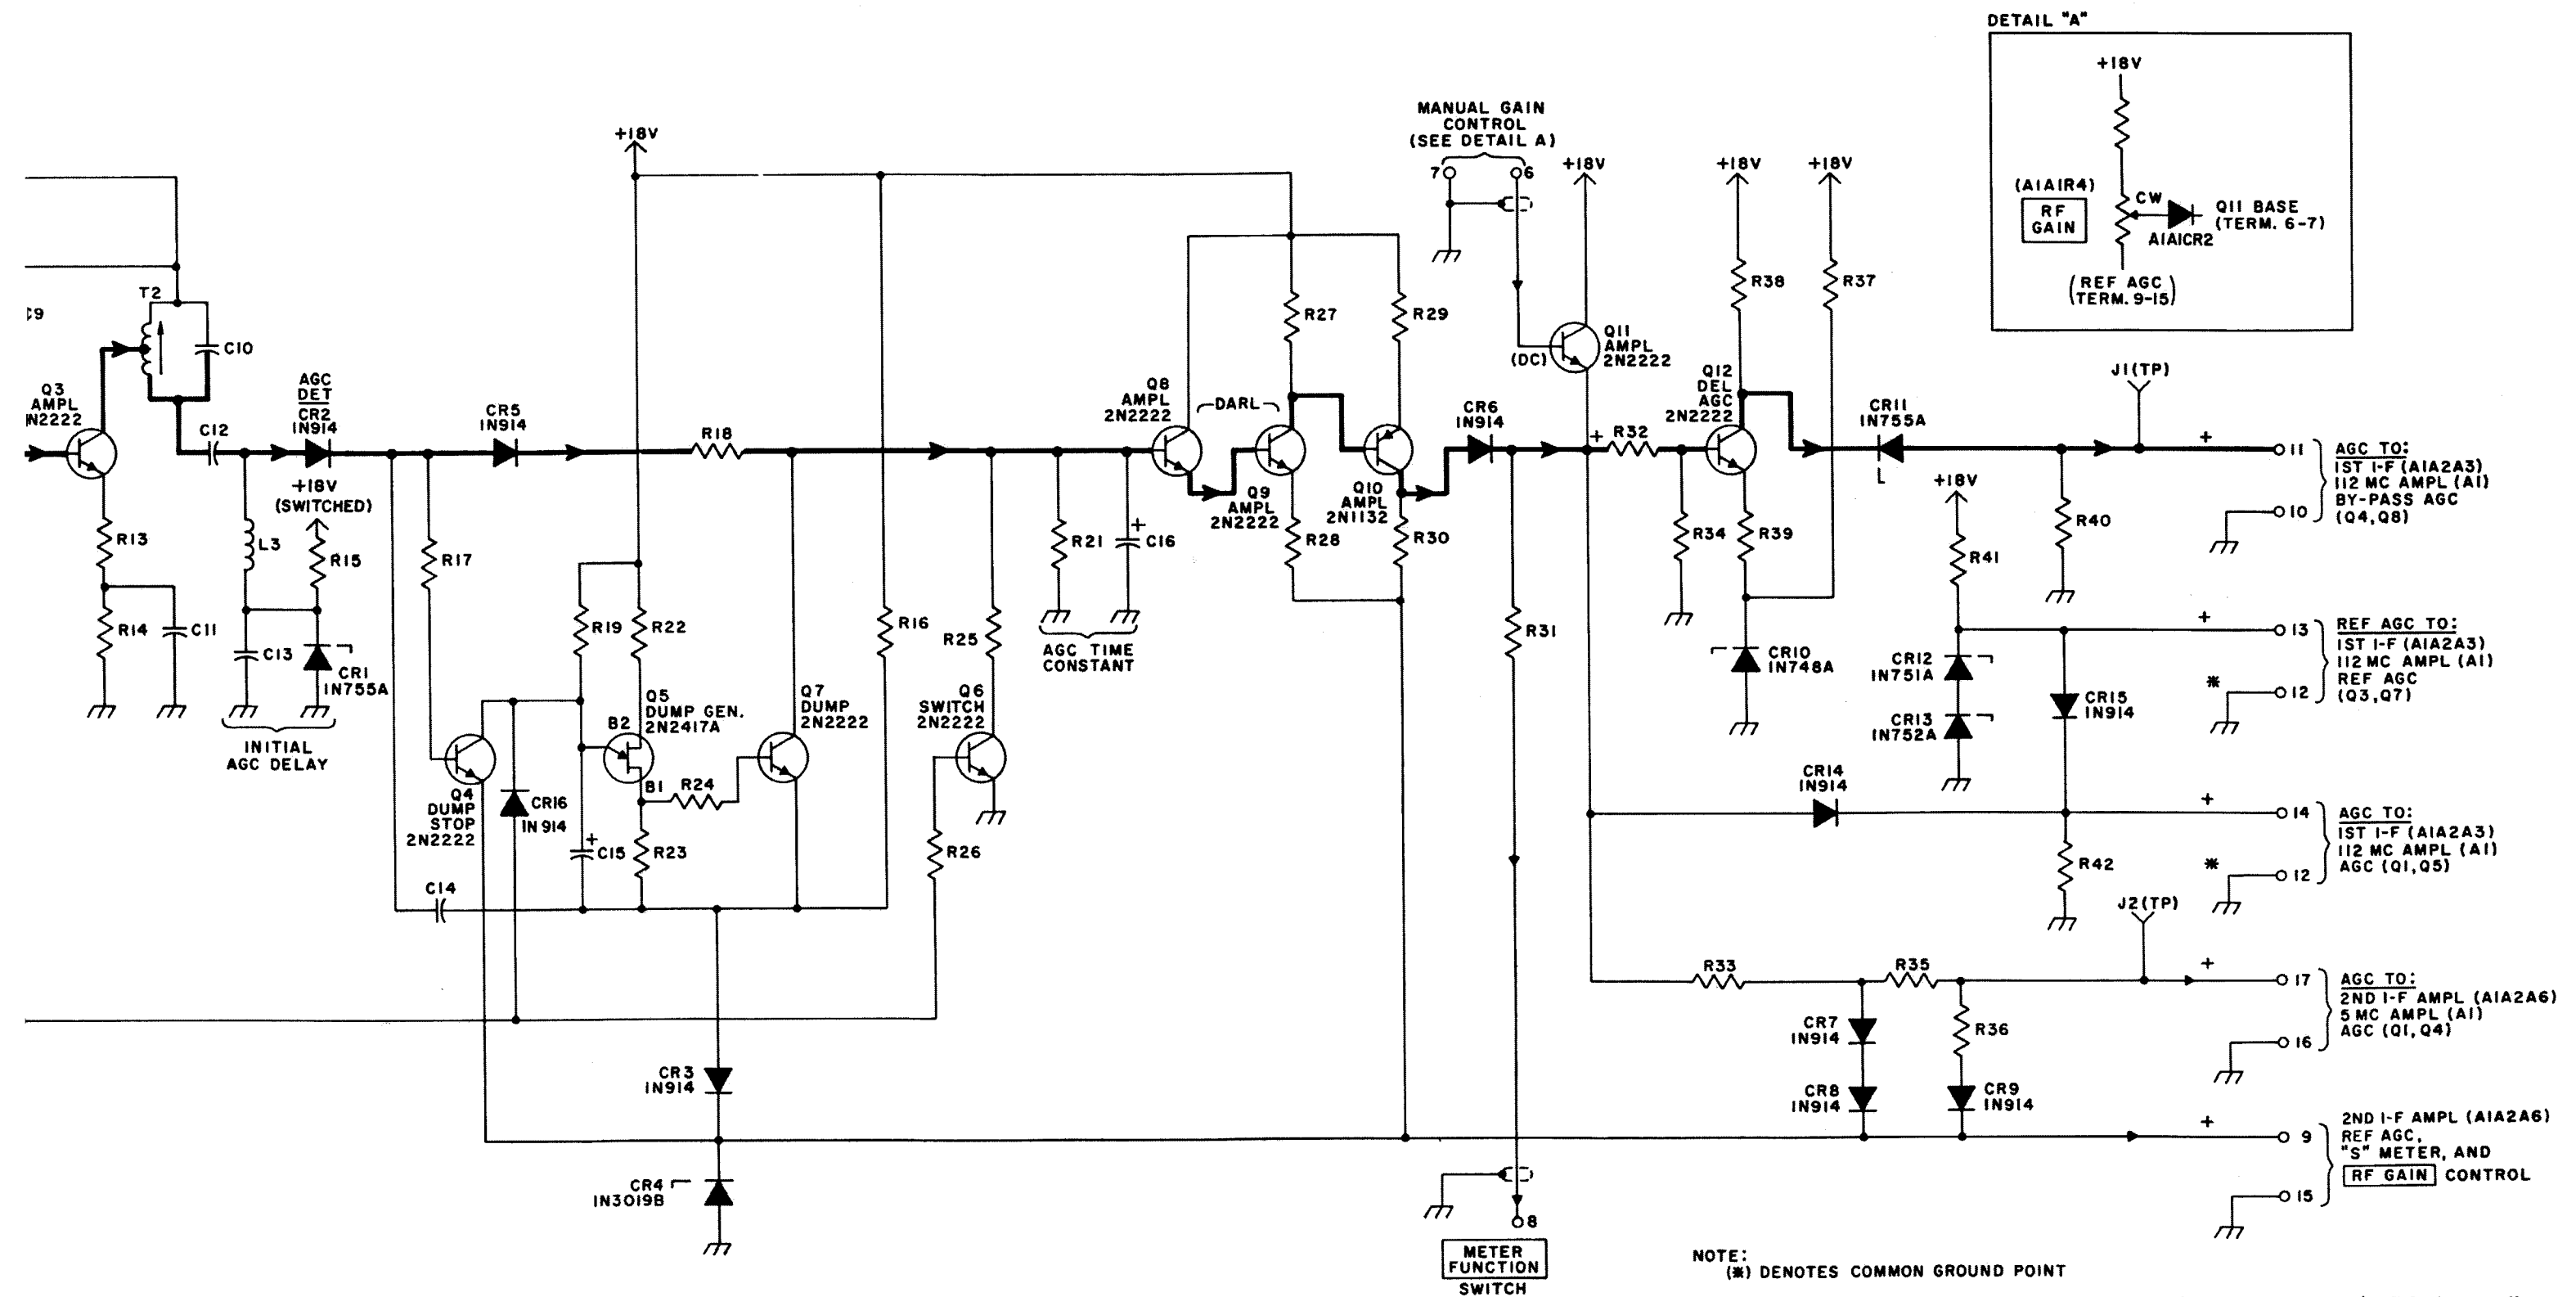 DETAIL "A"
+18V
(A1A1R4)
RF
GAIN
CW
A1A1CR2
Q11 BASE
(TERM. 6-7)
(REF AGC
TERM. 9-15)
MANUAL GAIN
CONTROL
(SEE DETAIL A)
7
6
+18V
+18V
+18V
+18V
T2
C10
Q3
AMPL
2N2222
R13
R14
C11
C12
AGC
DET
CR2
1N914
+18V
(SWITCHED)
L3
R15
C13
CR1
1N755A
INITIAL
AGC DELAY
CR5
1N914
R17
R18
R19
R22
Q5
DUMP GEN.
2N2417A
B2
B1
Q4
DUMP
STOP
2N2222
CR16
1N914
+
C15
R23
R24
Q7
DUMP
2N2222
R16
C14
R25
Q6
SWITCH
2N2222
R26
R21
+
C16
AGC TIME
CONSTANT
Q8
AMPL
2N2222
DARL
Q9
AMPL
2N2222
R27
R28
R29
Q10
AMPL
2N1132
R30
CR6
1N914
R31
(DC)
Q11
AMPL
2N2222
+
R32
R34
Q12
DEL
AGC
2N2222
R38
R37
R39
CR10
1N748A
CR11
1N755A
L
J1(TP)
R40
+18V
R41
CR12
1N751A
CR13
1N752A
CR15
1N914
CR14
1N914
R42
J2(TP)
R33
R35
CR7
1N914
CR8
1N914
R36
CR9
1N914
CR3
1N914
CR4
1N3019B
8
METER
FUNCTION
SWITCH
+
11
10
AGC TO:
1ST I-F (A1A2A3)
112 MC AMPL (A1)
BY-PASS AGC
(Q4,Q8)
+
13
*
12
REF AGC TO:
1ST I-F (A1A2A3)
112 MC AMPL (A1)
REF AGC
(Q3,Q7)
+
14
*
12
AGC TO:
1ST I-F (A1A2A3)
112 MC AMPL (A1)
AGC (Q1,Q5)
+
17
16
AGC TO:
2ND I-F AMPL (A1A2A6)
5 MC AMPL (A1)
AGC (Q1,Q4)
+
9
15
2ND I-F AMPL (A1A2A6)
REF AGC,
"S" METER, AND
RF GAIN CONTROL
NOTE:
(*) DENOTES COMMON GROUND POINT